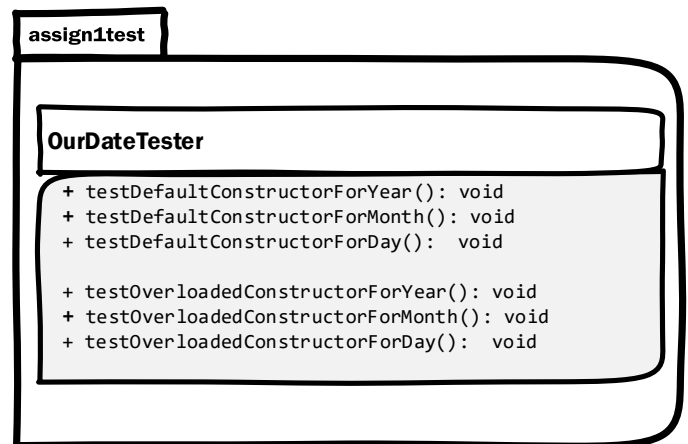 assign1test
OurDateTester
+ testDefaultConstructorForYear(): void
+ testDefaultConstructorForMonth(): void
+ testDefaultConstructorForDay():  void
+ testOverloadedConstructorForYear(): void
+ testOverloadedConstructorForMonth(): void
+ testOverloadedConstructorForDay():  void